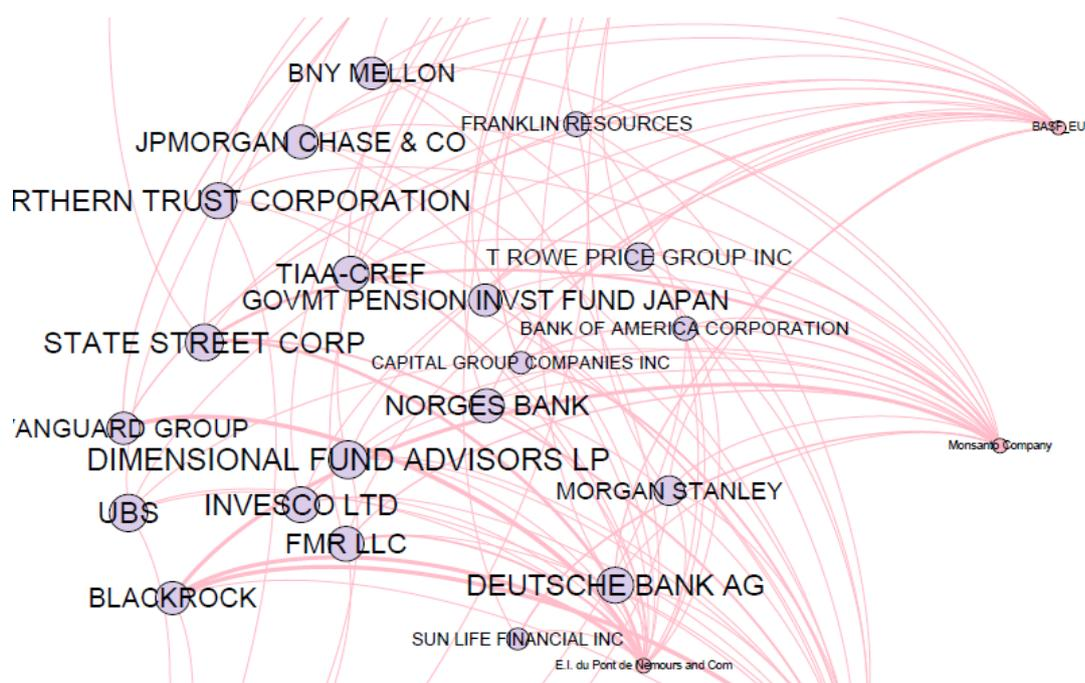 BNY MELLON
FRANKLIN RESOURCES
BASF_EU
JPMORGAN CHASE & CO
RTHERN TRUST CORPORATION
T ROWE PRICE GROUP INC
TIAA-CREF
GOVMT PENSION INVST FUND JAPAN
BANK OF AMERICA CORPORATION
STATE STREET CORP
CAPITAL GROUP COMPANIES INC
NORGES BANK
ANGUARD GROUP
Monsanto Company
DIMENSIONAL FUND ADVISORS LP
MORGAN STANLEY
INVESCO LTD
UBS
FMR LLC
DEUTSCHE BANK AG
BLACKROCK
SUN LIFE FINANCIAL INC
E.I. du Pont de Nemours and Com